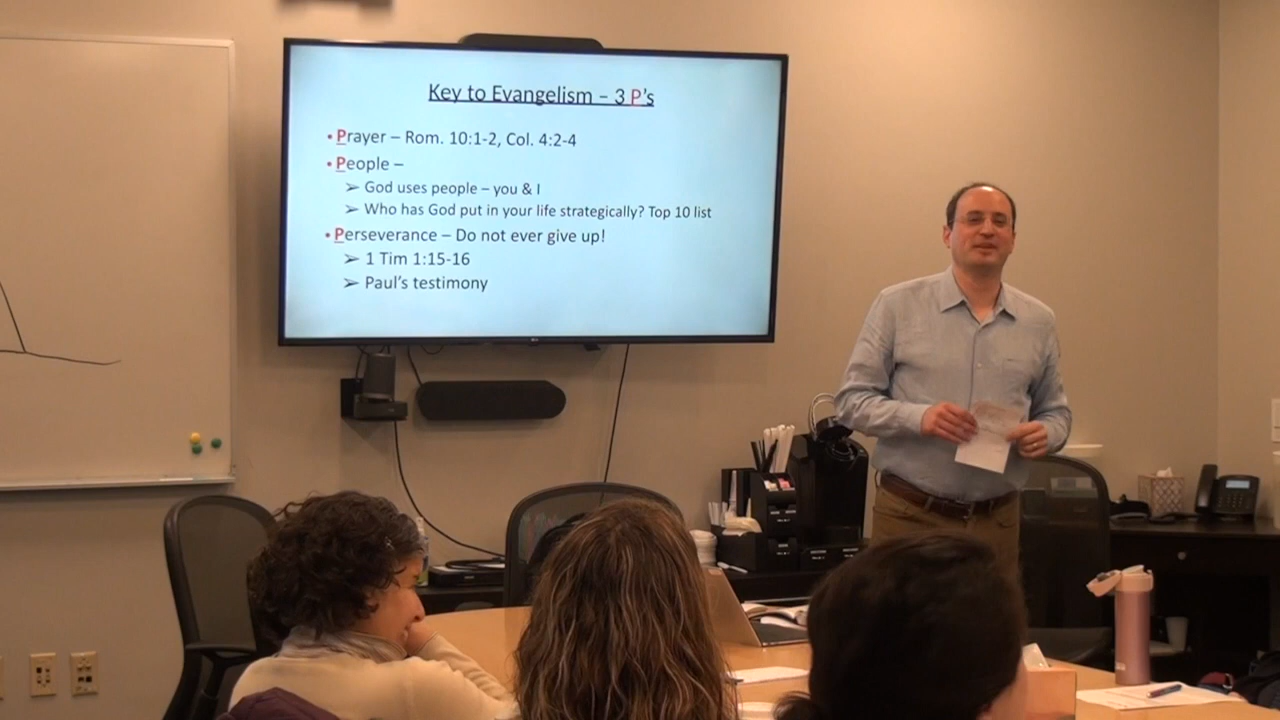 Key to Evangelism – 3 P's
• Prayer – Rom. 10:1-2, Col. 4:2-4
• People –
➢ God uses people – you & I
➢ Who has God put in your life strategically? Top 10 list
• Perseverance – Do not ever give up!
➢ 1 Tim 1:15-16
➢ Paul's testimony